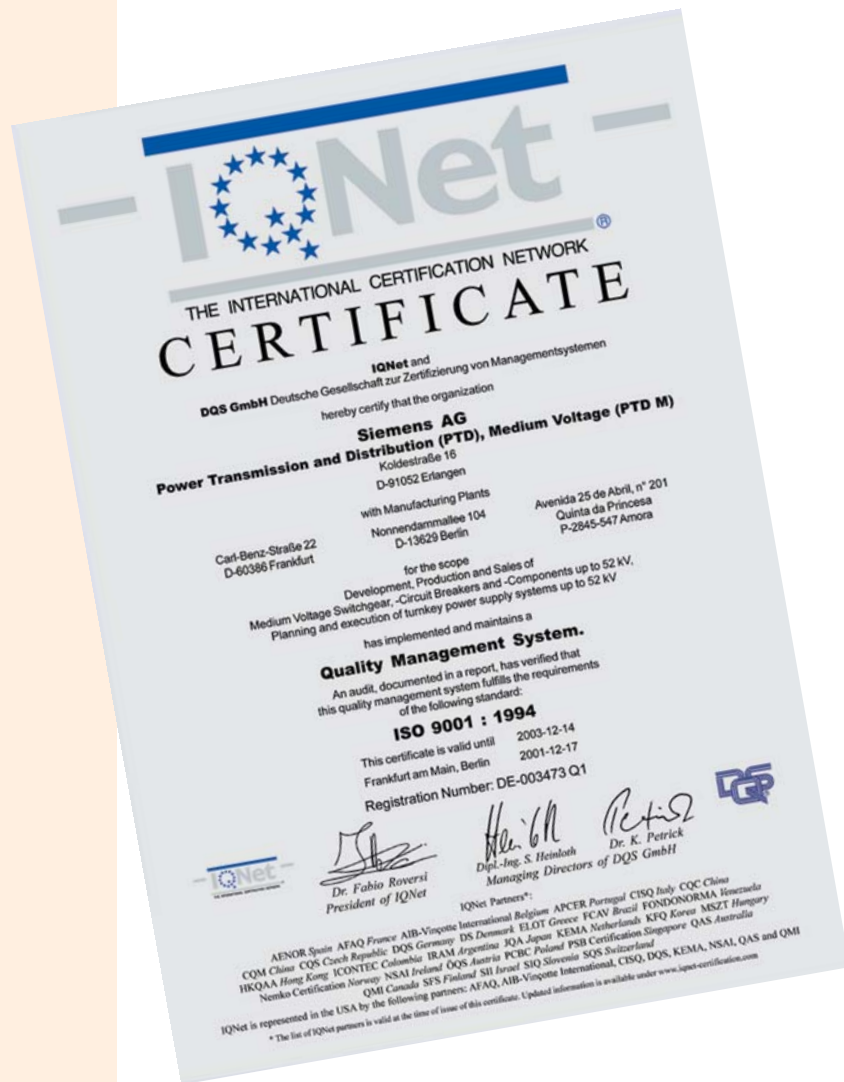 IQNet ®
THE INTERNATIONAL CERTIFICATION NETWORK
CERTIFICATE
IQNet and
DQS GmbH Deutsche Gesellschaft zur Zertifizierung von Managementsystemen
hereby certify that the organization
Siemens AG
Power Transmission and Distribution (PTD), Medium Voltage (PTD M)
Koldestraße 16
D-91052 Erlangen
with Manufacturing Plants
Carl-Benz-Straße 22
D-60386 Frankfurt
Nonnendammallee 104
D-13629 Berlin
Avenida 25 de Abril, n° 201
Quinta da Princesa
P-2845-547 Amora
for the scope
Development, Production and Sales of
Medium Voltage Switchgear, -Circuit Breakers and -Components up to 52 kV,
Planning and execution of turnkey power supply systems up to 52 kV
has implemented and maintains a
Quality Management System.
An audit, documented in a report, has verified that
this quality management system fulfills the requirements
of the following standard:
ISO 9001 : 1994
This certificate is valid until 2003-12-14
Frankfurt am Main, Berlin 2001-12-17
Registration Number: DE-003473 Q1
DQS
IQNet
Dr. Fabio Roversi
President of IQNet
Dipl.-Ing. S. Heinloth
Dr. K. Petrick
Managing Directors of DQS GmbH
IQNet Partners*:
AENOR Spain AFAQ France AIB-Vinçotte International Belgium APCER Portugal CISQ Italy CQC China
CQM China CQS Czech Republic DQS Germany DS Denmark ELOT Greece FCAV Brazil FONDONORMA Venezuela
HKQAA Hong Kong ICONTEC Colombia IRAM Argentina JQA Japan KEMA Netherlands KFQ Korea MSZT Hungary
Nemko Certification Norway NSAI Ireland ÖQS Austria PCBC Poland PSB Certification Singapore QAS Australia
QMI Canada SFS Finland SII Israel SIQ Slovenia SQS Switzerland
IQNet is represented in the USA by the following partners: AFAQ, AIB-Vinçotte International, CISQ, DQS, KEMA, NSAI, QAS and QMI
* The list of IQNet partners is valid at the time of issue of this certificate. Updated information is available under www.iqnet-certification.com